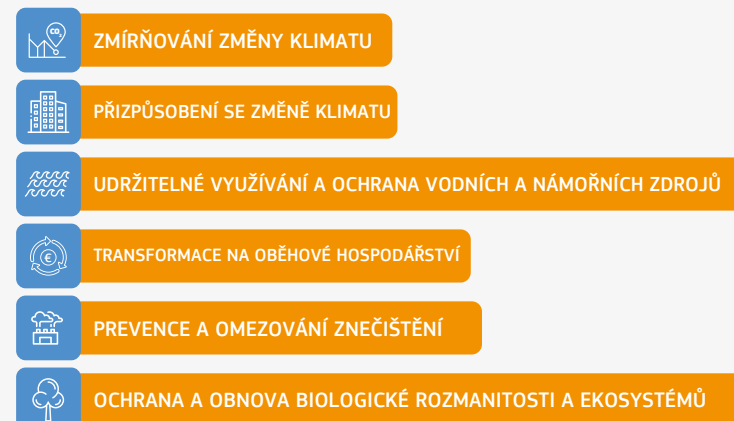 CO₂
ZMÍRŇOVÁNÍ ZMĚNY KLIMATU
PŘIZPŮSOBENÍ SE ZMĚNĚ KLIMATU
UDRŽITELNÉ VYUŽÍVÁNÍ A OCHRANA VODNÍCH A NÁMOŘNÍCH ZDROJŮ
€
TRANSFORMACE NA OBĚHOVÉ HOSPODÁŘSTVÍ
PREVENCE A OMEZOVÁNÍ ZNEČIŠTĚNÍ
OCHRANA A OBNOVA BIOLOGICKÉ ROZMANITOSTI A EKOSYSTÉMŮ